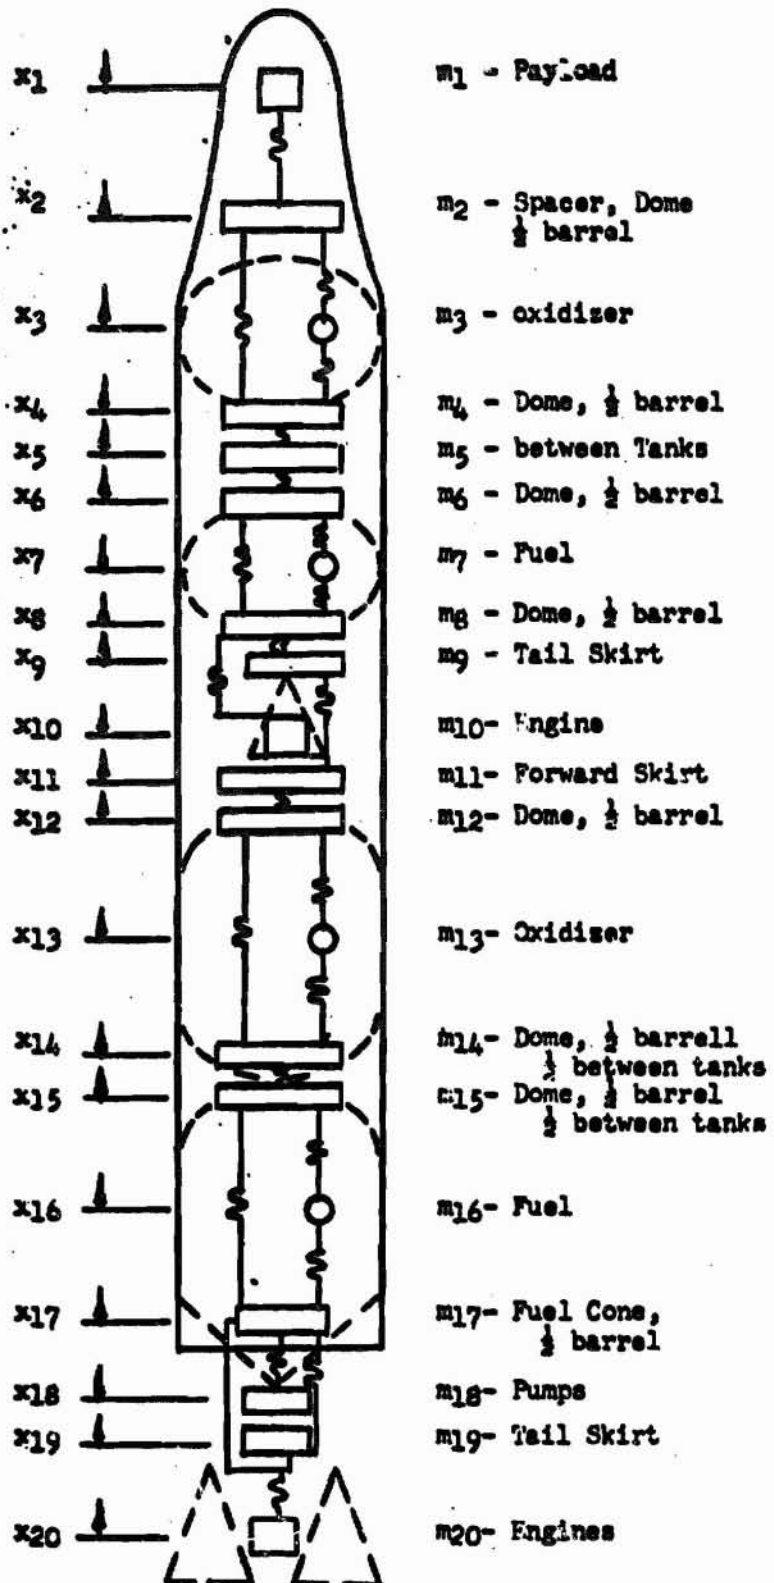 x1 m1 - Payload
x2 m2 - Spacer, Dome
½ barrel
x3 m3 - oxidizer
x4 m4 - Dome, ½ barrel
x5 m5 - between Tanks
x6 m6 - Dome, ½ barrel
x7 m7 - Fuel
x8 m8 - Dome, ½ barrel
x9 m9 - Tail Skirt
x10 m10- Engine
x11 m11- Forward Skirt
x12 m12- Dome, ½ barrel
x13 m13- Oxidizer
x14 m14- Dome, ½ barrell
½ between tanks
x15 m15- Dome, ½ barrel
½ between tanks
x16 m16- Fuel
x17 m17- Fuel Cone,
½ barrel
x18 m18- Pumps
x19 m19- Tail Skirt
x20 m20- Engines